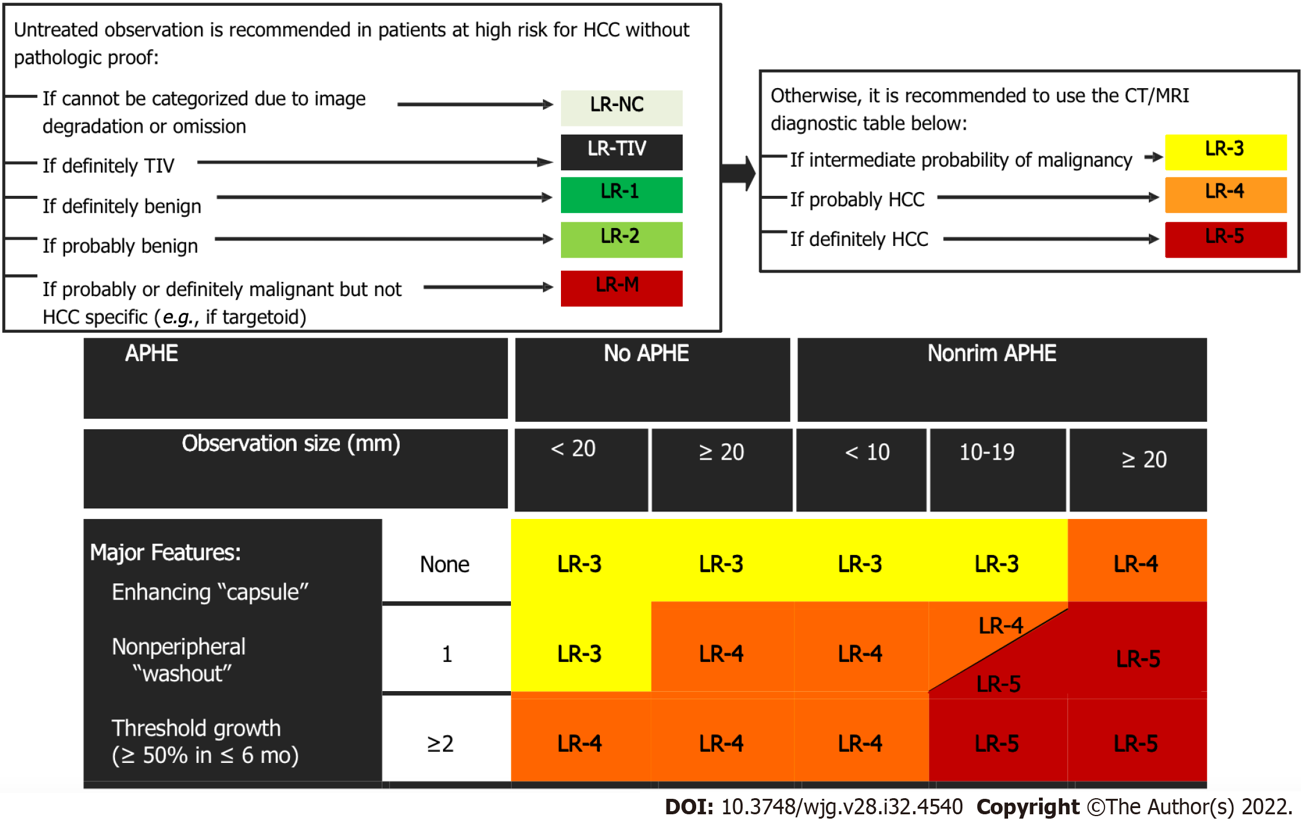 Untreated observation is recommended in patients at high risk for HCC without
pathologic proof:
If cannot be categorized due to image
degradation or omission
LR-NC
If definitely TIV
LR-TIV
If definitely benign
LR-1
If probably benign
LR-2
If probably or definitely malignant but not
HCC specific (e.g., if targetoid)
LR-M
Otherwise, it is recommended to use the CT/MRI
diagnostic table below:
If intermediate probability of malignancy
LR-3
If probably HCC
LR-4
If definitely HCC
LR-5
APHE No APHE Nonrim APHE
Observation size (mm) < 20 ≥ 20 < 10 10-19 ≥ 20
Major Features:
Enhancing “capsule”
Nonperipheral
“washout”
Threshold growth
(≥ 50% in ≤ 6 mo)
None LR-3 LR-3 LR-3 LR-3 LR-4
1 LR-3 LR-4 LR-4 LR-4 LR-5 LR-5
≥2 LR-4 LR-4 LR-4 LR-5 LR-5
DOI: 10.3748/wjg.v28.i32.4540 Copyright ©The Author(s) 2022.